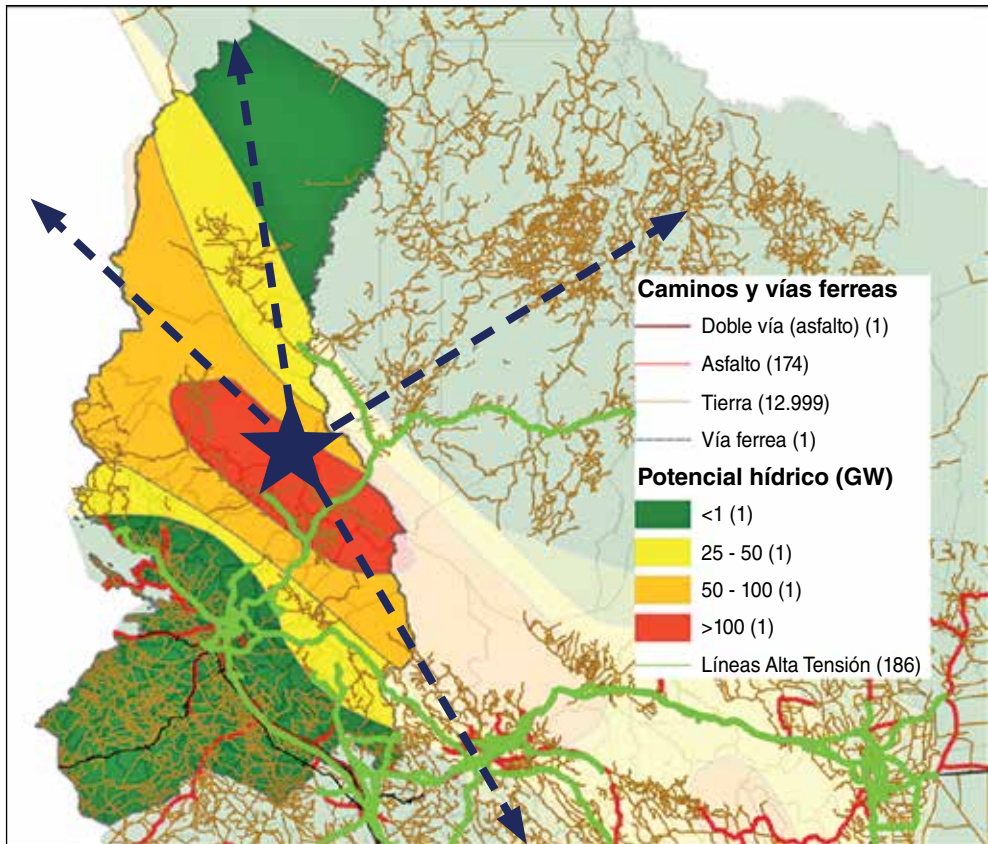 Caminos y vías ferreas
Doble vía (asfalto) (1)
Asfalto (174)
Tierra (12.999)
Vía ferrea (1)
Potencial hídrico (GW)
<1 (1)
25 - 50 (1)
50 - 100 (1)
>100 (1)
Líneas Alta Tensión (186)